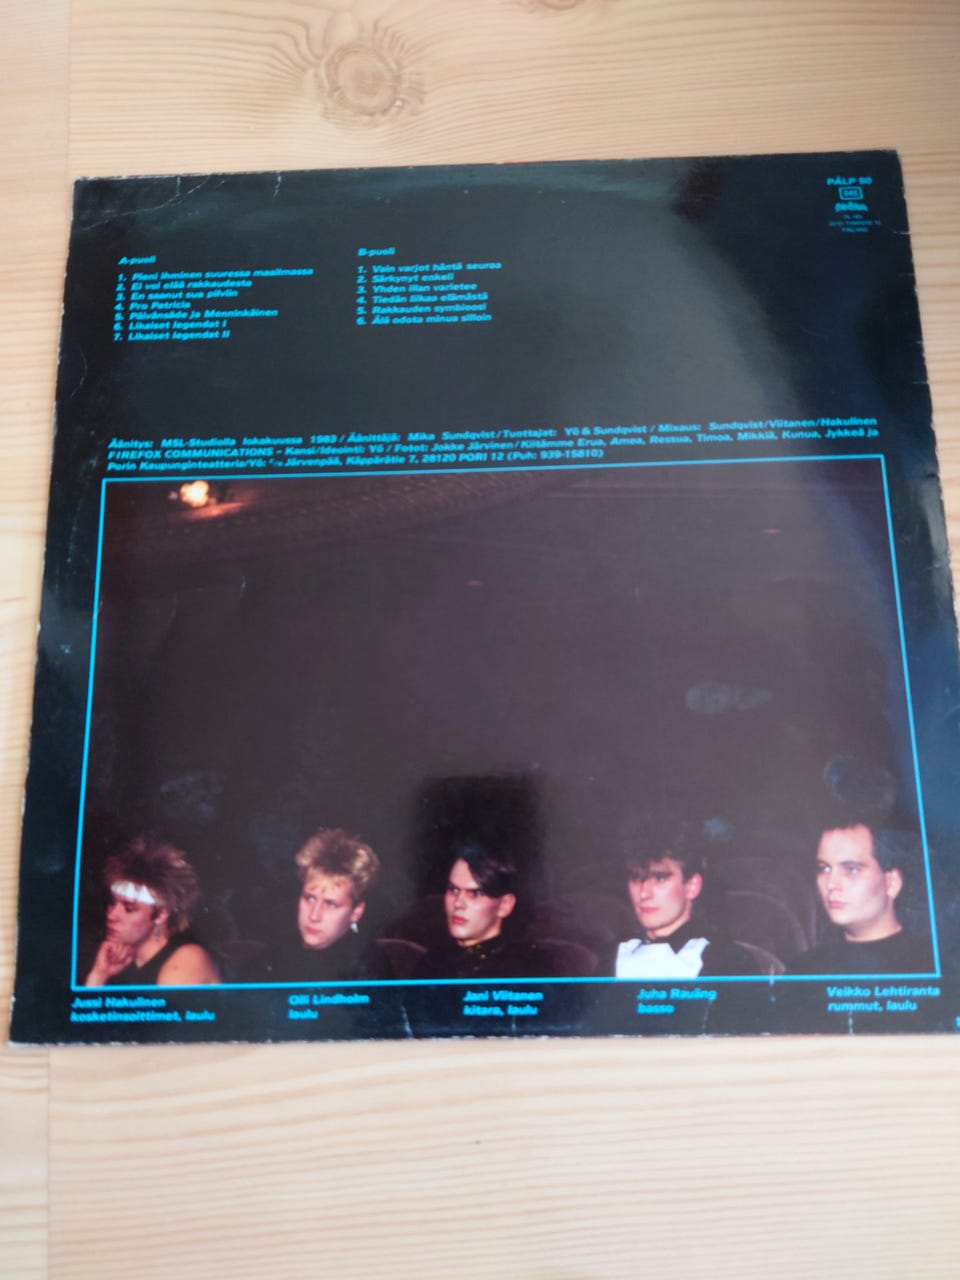 PÄLP 50
A-puoli
1. Pieni ihminen suuressa maailmassa
2. Ei voi elää rakkaudesta
3. En saanut sua pilviin
4. Pro Patricia
5. Päivänsäde ja Menninkäinen
6. Likaiset legendat I
7. Likaiset legendat II
B-puoli
1. Vain varjot häntä seuraa
2. Särkynyt enkeli
3. Yhden illan varietee
4. Tiedän liikaa elämästä
5. Rakkauden symbioosi
6. Älä odota minua silloin
FINLAND
Äänitys: MSL-Studiolla lokakuussa 1983 / Äänittäjä: Mika Sundqvist / Tuottajat: Yö & Sundqvist / Mixaus: Sundqvist/Viitanen/Hakulinen
FIREFOX COMMUNICATIONS – Kansi/Ideointi: Yö / Fotot: Jokke Järvinen / Kiitämme Erua, Amea, Ressua, Timoa, Mikkiä, Kunua, Jykkeä ja
Porin Kaupunginteatteria/Yö: c/o Järvenpää, Käppärätie 7, 28120 PORI 12 (Puh: 939-15810)
Jussi Hakulinen
kosketinsoittimet, laulu
Olli Lindholm
laulu
Jani Viitanen
kitara, laulu
Juha Rauäng
basso
Veikko Lehtiranta
rummut, laulu